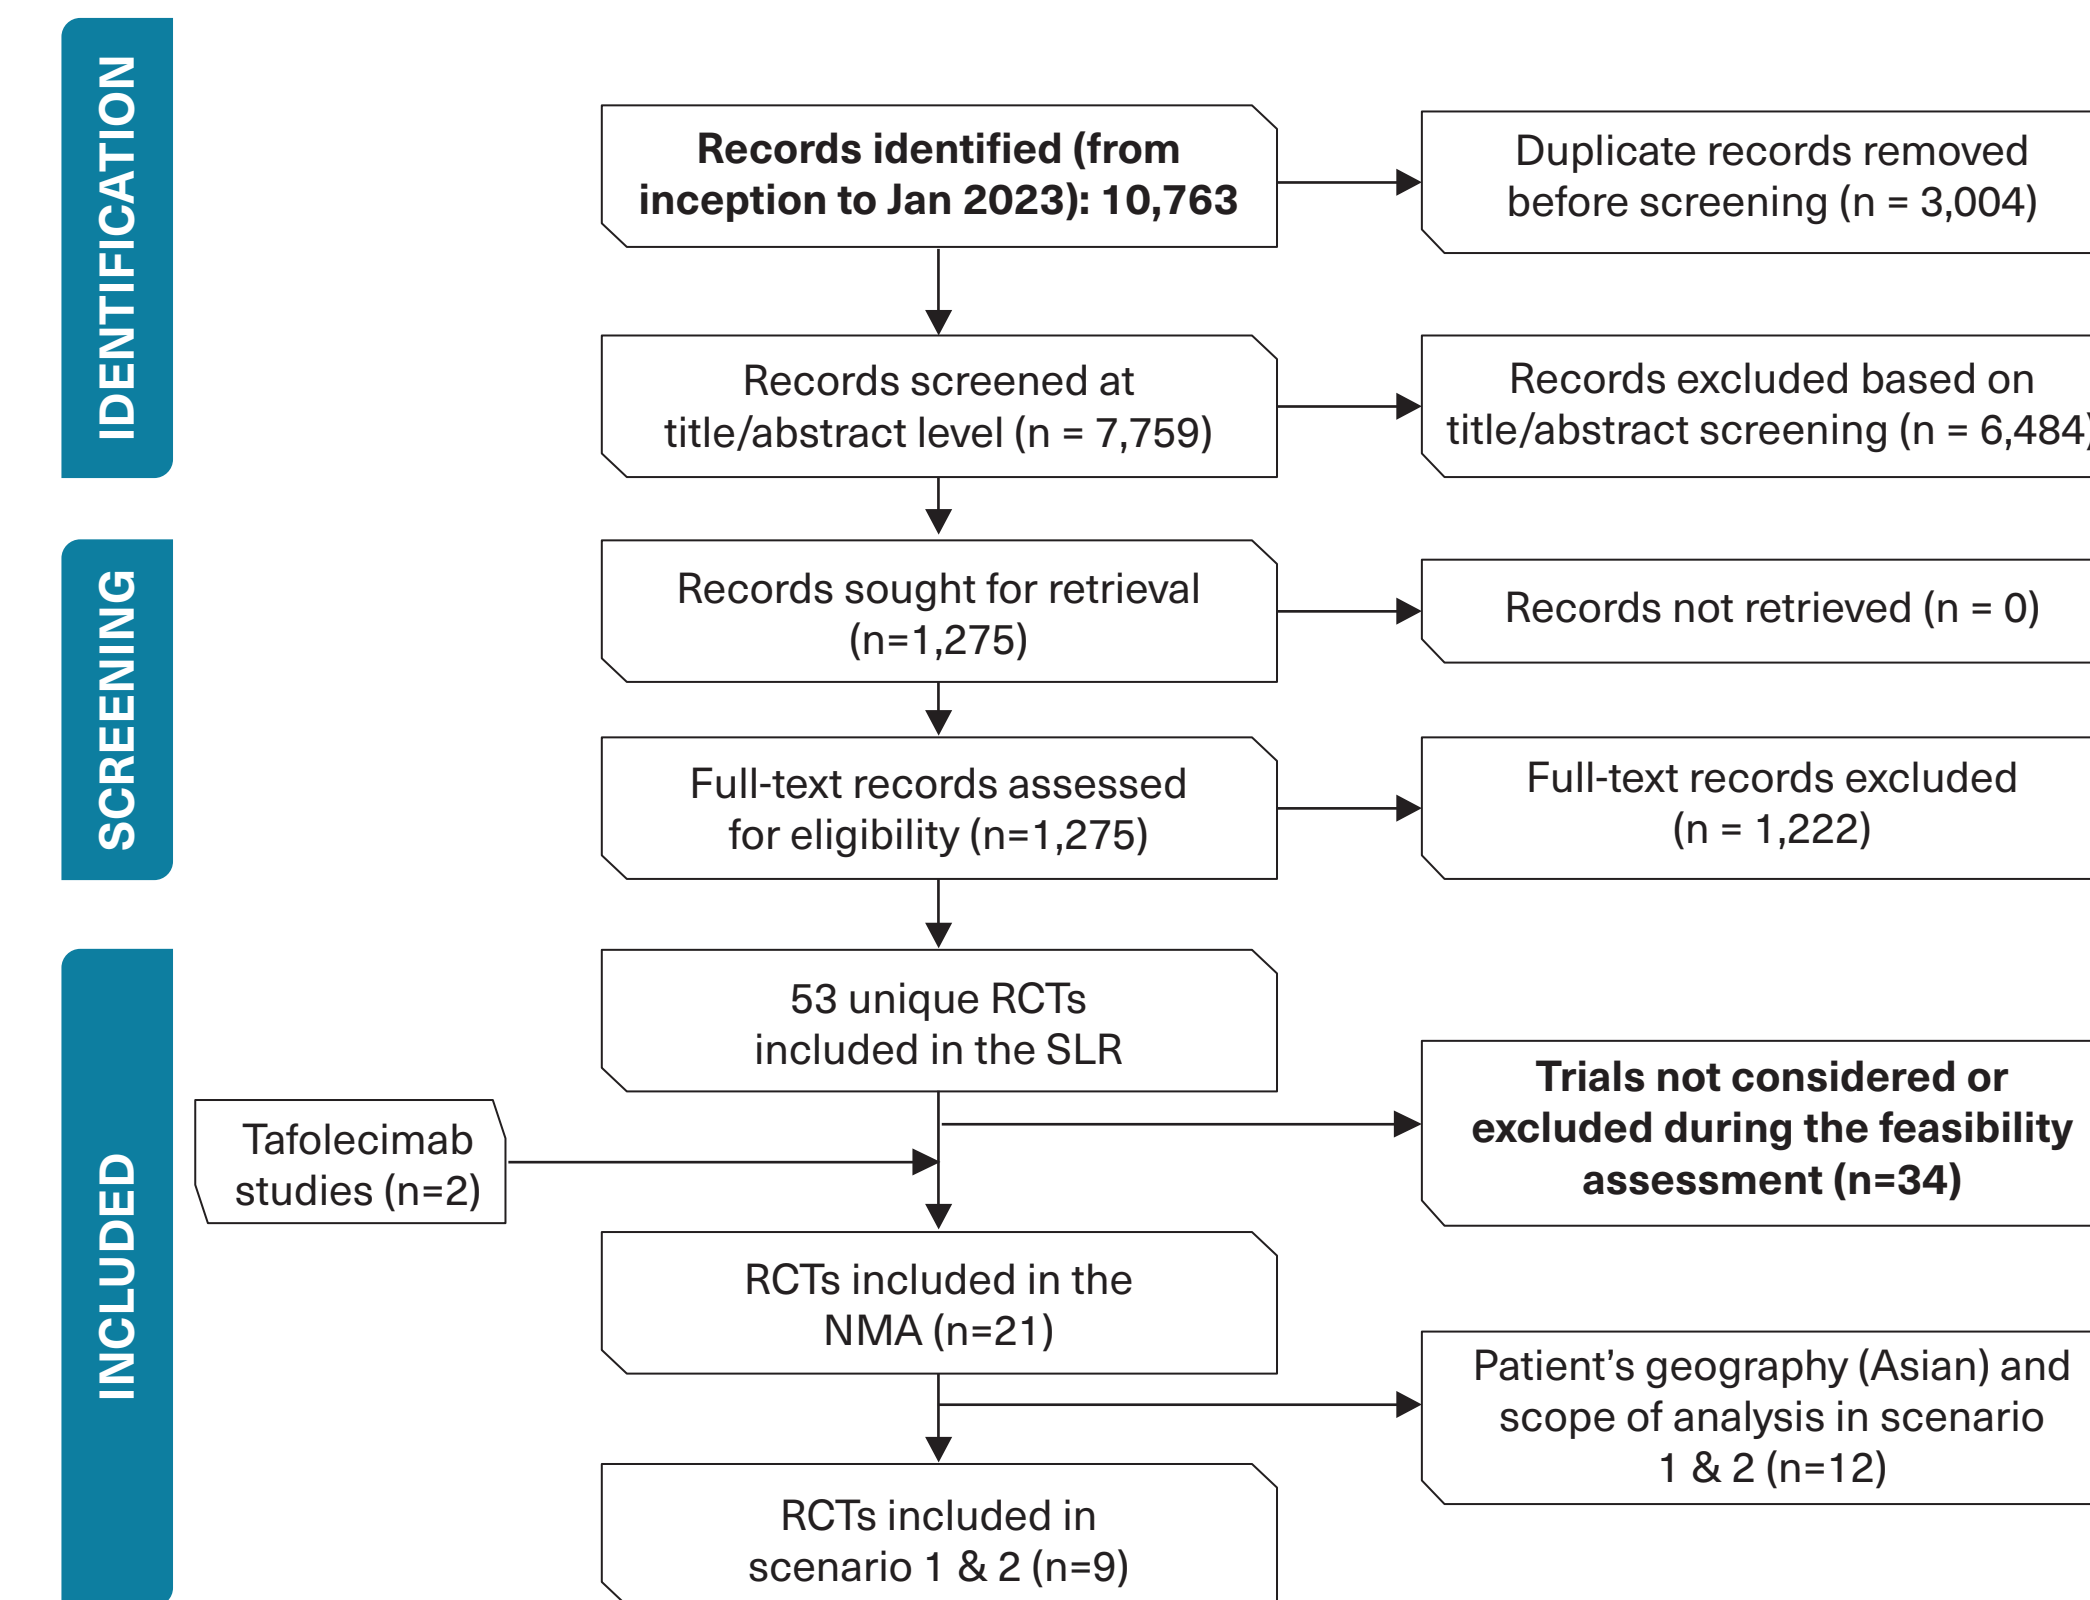 IDENTIFICATION
Records identified (from
inception to Jan 2023): 10,763
Duplicate records removed
before screening (n = 3,004)
Records screened at
title/abstract level (n = 7,759)
Records excluded based on
title/abstract screening (n = 6,484)
SCREENING
Records sought for retrieval
(n=1,275)
Records not retrieved (n = 0)
Full-text records assessed
for eligibility (n=1,275)
Full-text records excluded
(n = 1,222)
INCLUDED
53 unique RCTs
included in the SLR
Trials not considered or
excluded during the feasibility
assessment (n=34)
Tafolecimab
studies (n=2)
RCTs included in the
NMA (n=21)
Patient’s geography (Asian) and
scope of analysis in scenario
1 & 2 (n=12)
RCTs included in
scenario 1 & 2 (n=9)